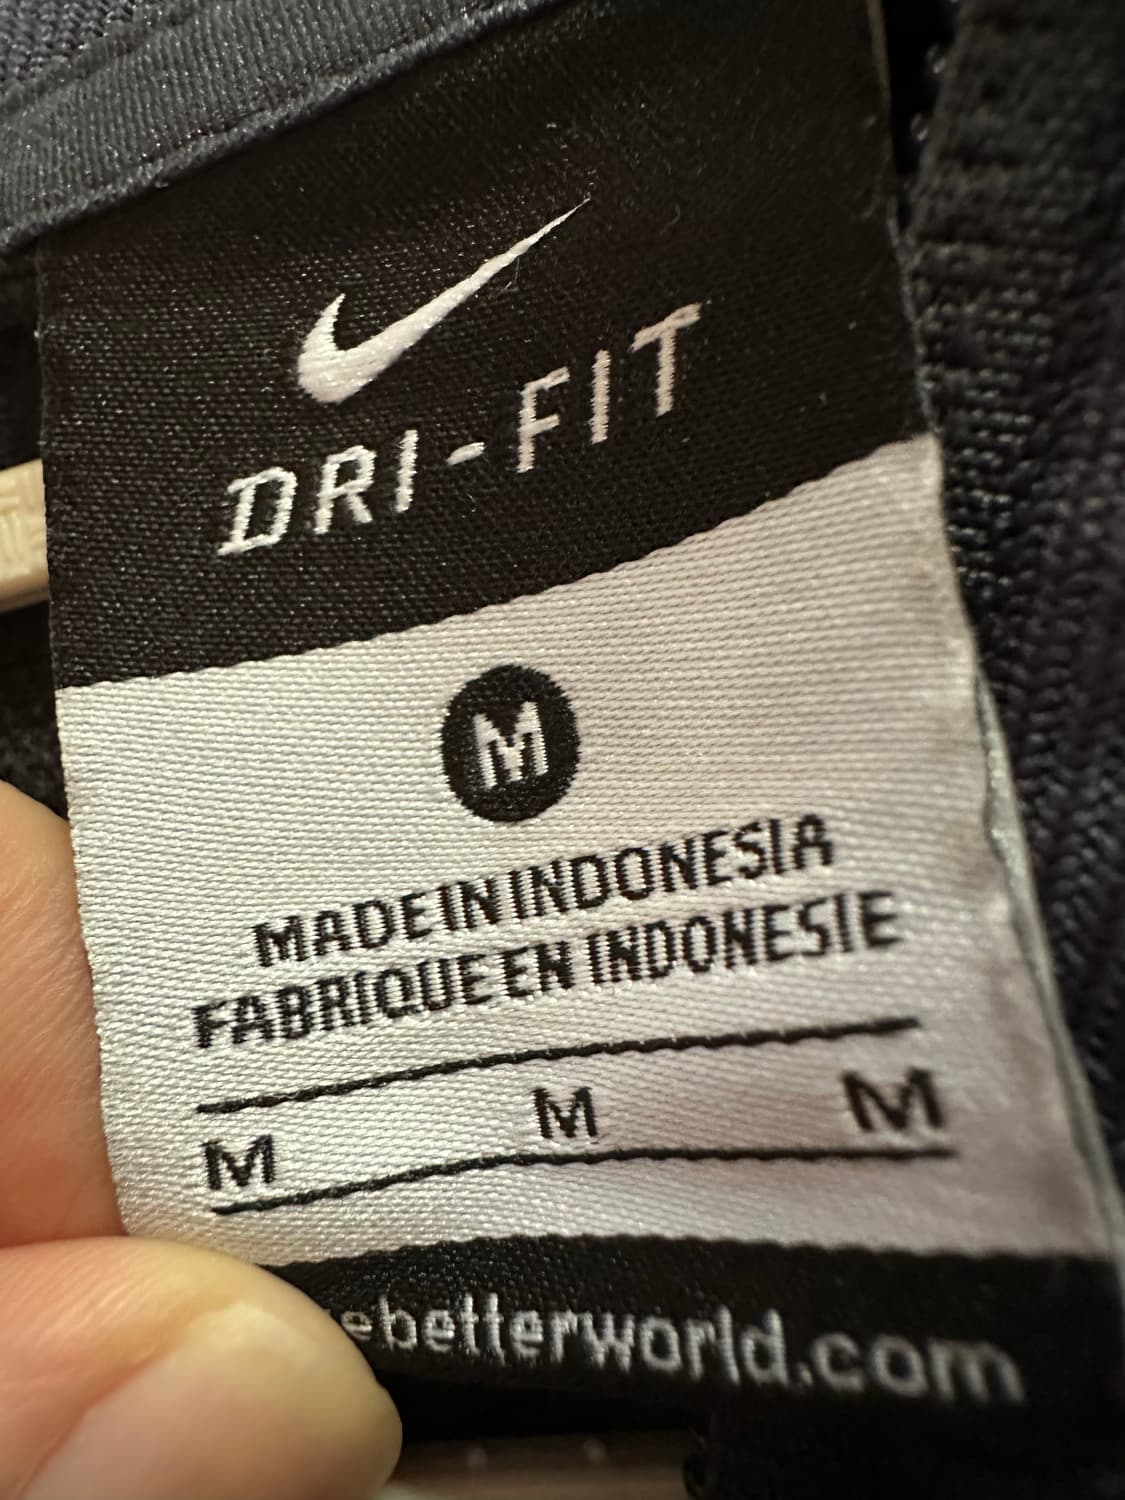 DRI-FIT
M
MADE IN INDONESIA
FABRIQUE EN INDONESIE
M M M
ebetterworld.com